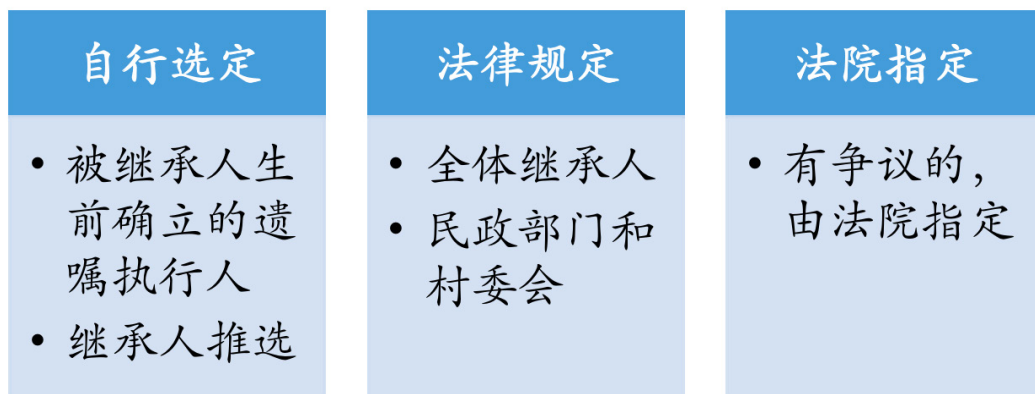 自行选定
• 被继承人生
前确立的遗
嘱执行人
• 继承人推选
法律规定
• 全体继承人
• 民政部门和
村委会
法院指定
• 有争议的，
由法院指定